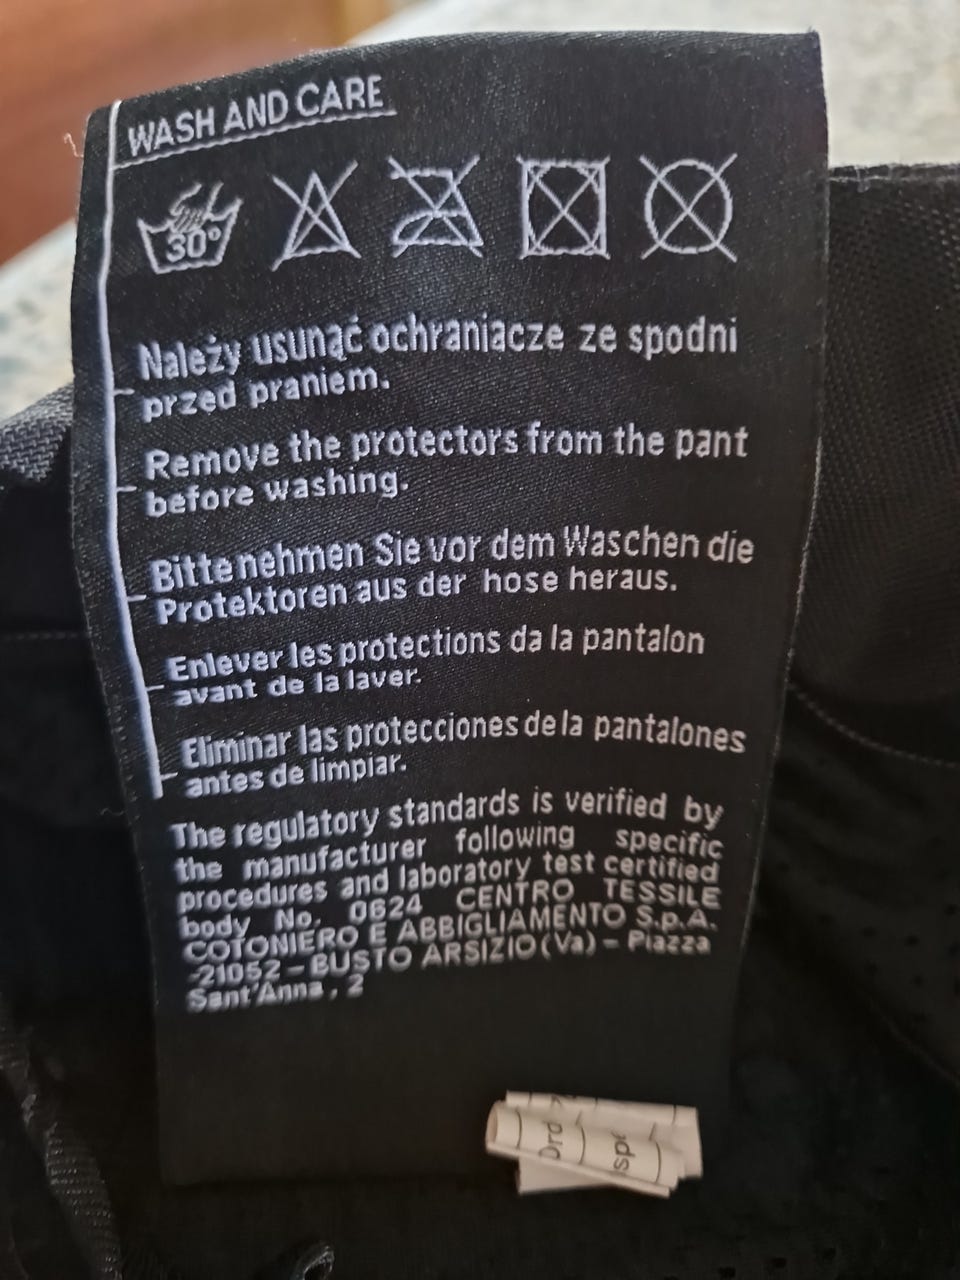 WASH AND CARE
30°
Należy usunąć ochraniacze ze spodni
przed praniem.
Remove the protectors from the pant
before washing.
Bitte nehmen Sie vor dem Waschen die
Protektoren aus der hose heraus.
Enlever les protections da la pantalon
avant de la laver.
Eliminar las protecciones de la pantalones
antes de limpiar.
The regulatory standards is verified by
the manufacturer following specific
procedures and laboratory test certified
body No. 0624 CENTRO TESSILE
COTONIERO E ABBIGLIAMENTO S.p.A.
-21052 - BUSTO ARSIZIO (Va) - Piazza
Sant'Anna , 2